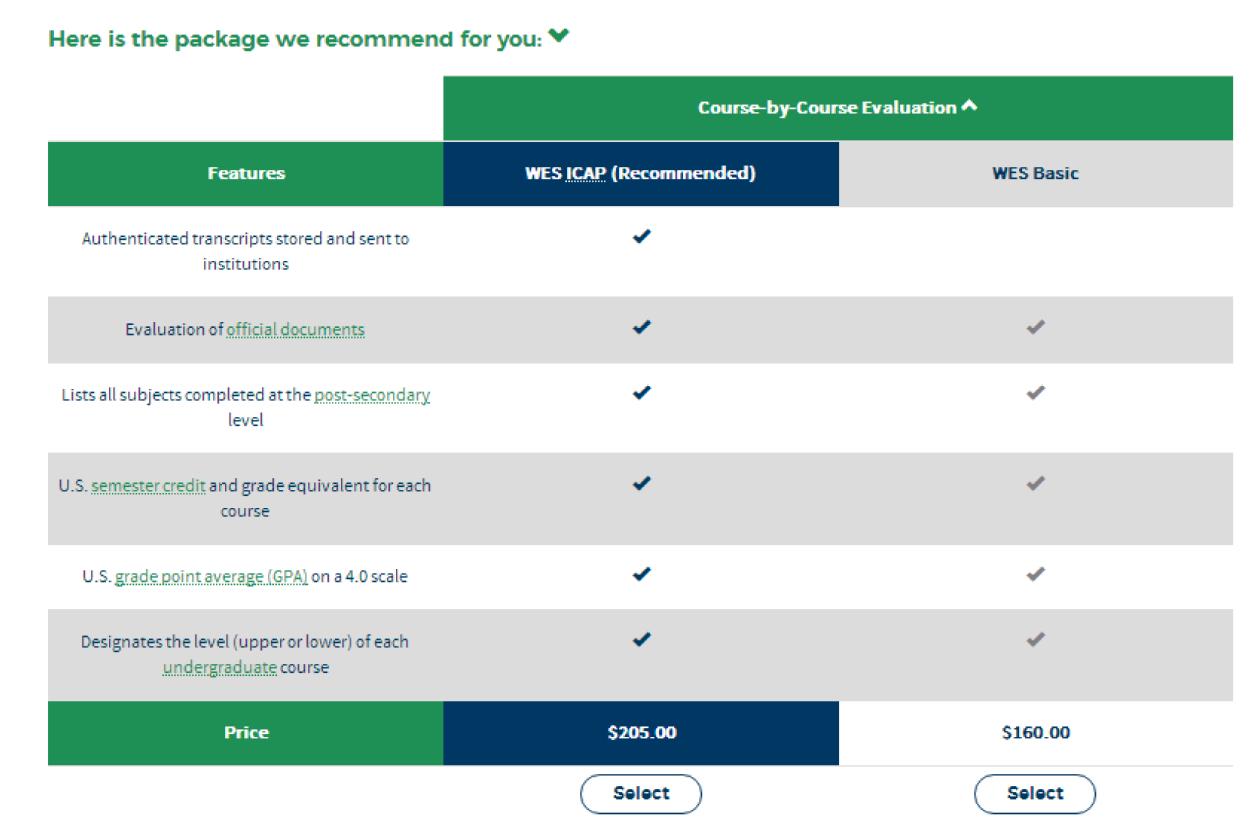 Here is the package we recommend for you:
Course-by-Course Evaluation
Features
WES ICAP (Recommended)
WES Basic
Authenticated transcripts stored and sent to
institutions
Evaluation of official documents
Lists all subjects completed at the post-secondary
level
U.S. semester credit and grade equivalent for each
course
U.S. grade point average (GPA) on a 4.0 scale
Designates the level (upper or lower) of each
undergraduate course
Price
$205.00
$160.00
Select
Select